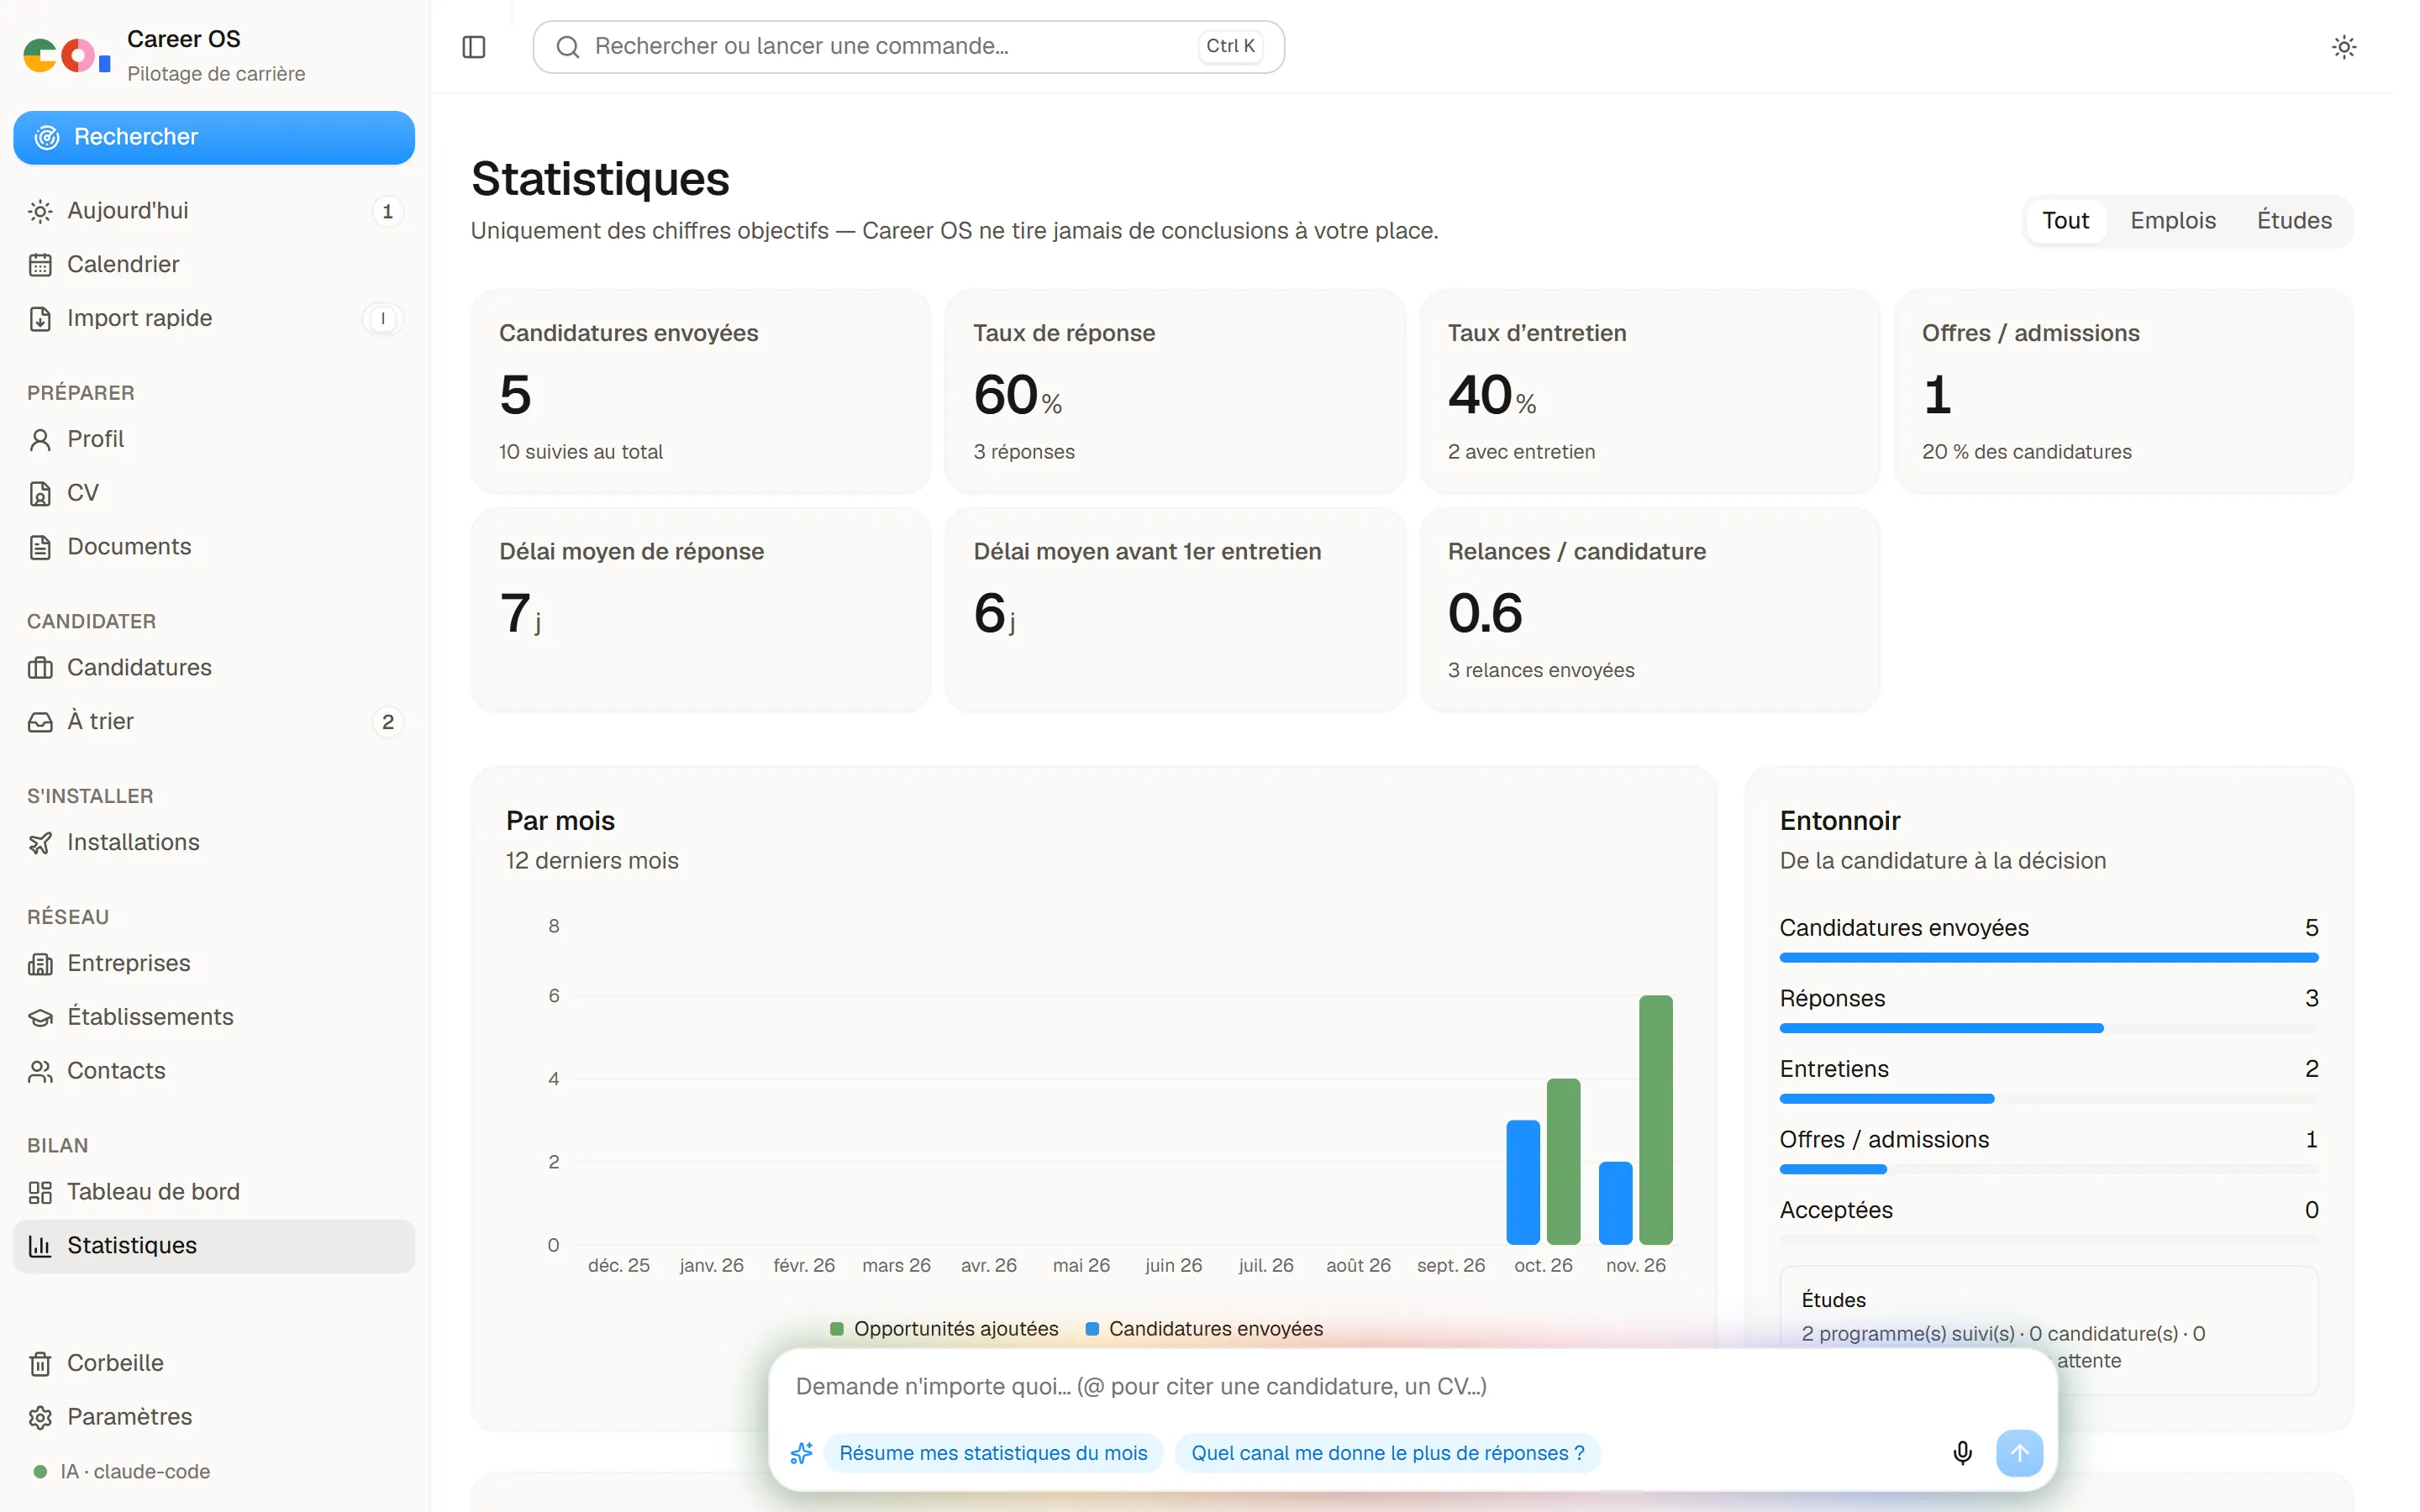 Career OS
Pilotage de carrière
Rechercher
Aujourd'hui 1
Calendrier
Import rapide I
PRÉPARER
Profil
CV
Documents
CANDIDATER
Candidatures
À trier 2
S'INSTALLER
Installations
RÉSEAU
Entreprises
Établissements
Contacts
BILAN
Tableau de bord
Statistiques
Corbeille
Paramètres
IA · claude-code
Rechercher ou lancer une commande... Ctrl K
Statistiques
Uniquement des chiffres objectifs — Career OS ne tire jamais de conclusions à votre place.
Tout Emplois Études
Candidatures envoyées
5
10 suivies au total
Taux de réponse
60 %
3 réponses
Taux d’entretien
40 %
2 avec entretien
Offres / admissions
1
20 % des candidatures
Délai moyen de réponse
7 j
Délai moyen avant 1er entretien
6 j
Relances / candidature
0.6
3 relances envoyées
Par mois
12 derniers mois
8
6
4
2
0
déc. 25 janv. 26 févr. 26 mars 26 avr. 26 mai 26 juin 26 juil. 26 août 26 sept. 26 oct. 26 nov. 26
Opportunités ajoutées Candidatures envoyées
Entonnoir
De la candidature à la décision
Candidatures envoyées 5
Réponses 3
Entretiens 2
Offres / admissions 1
Acceptées 0
Études
2 programme(s) suivi(s) · 0 candidature(s) · 0
attente
Demande n'importe quoi... (@ pour citer une candidature, un CV...)
Résume mes statistiques du mois Quel canal me donne le plus de réponses ?